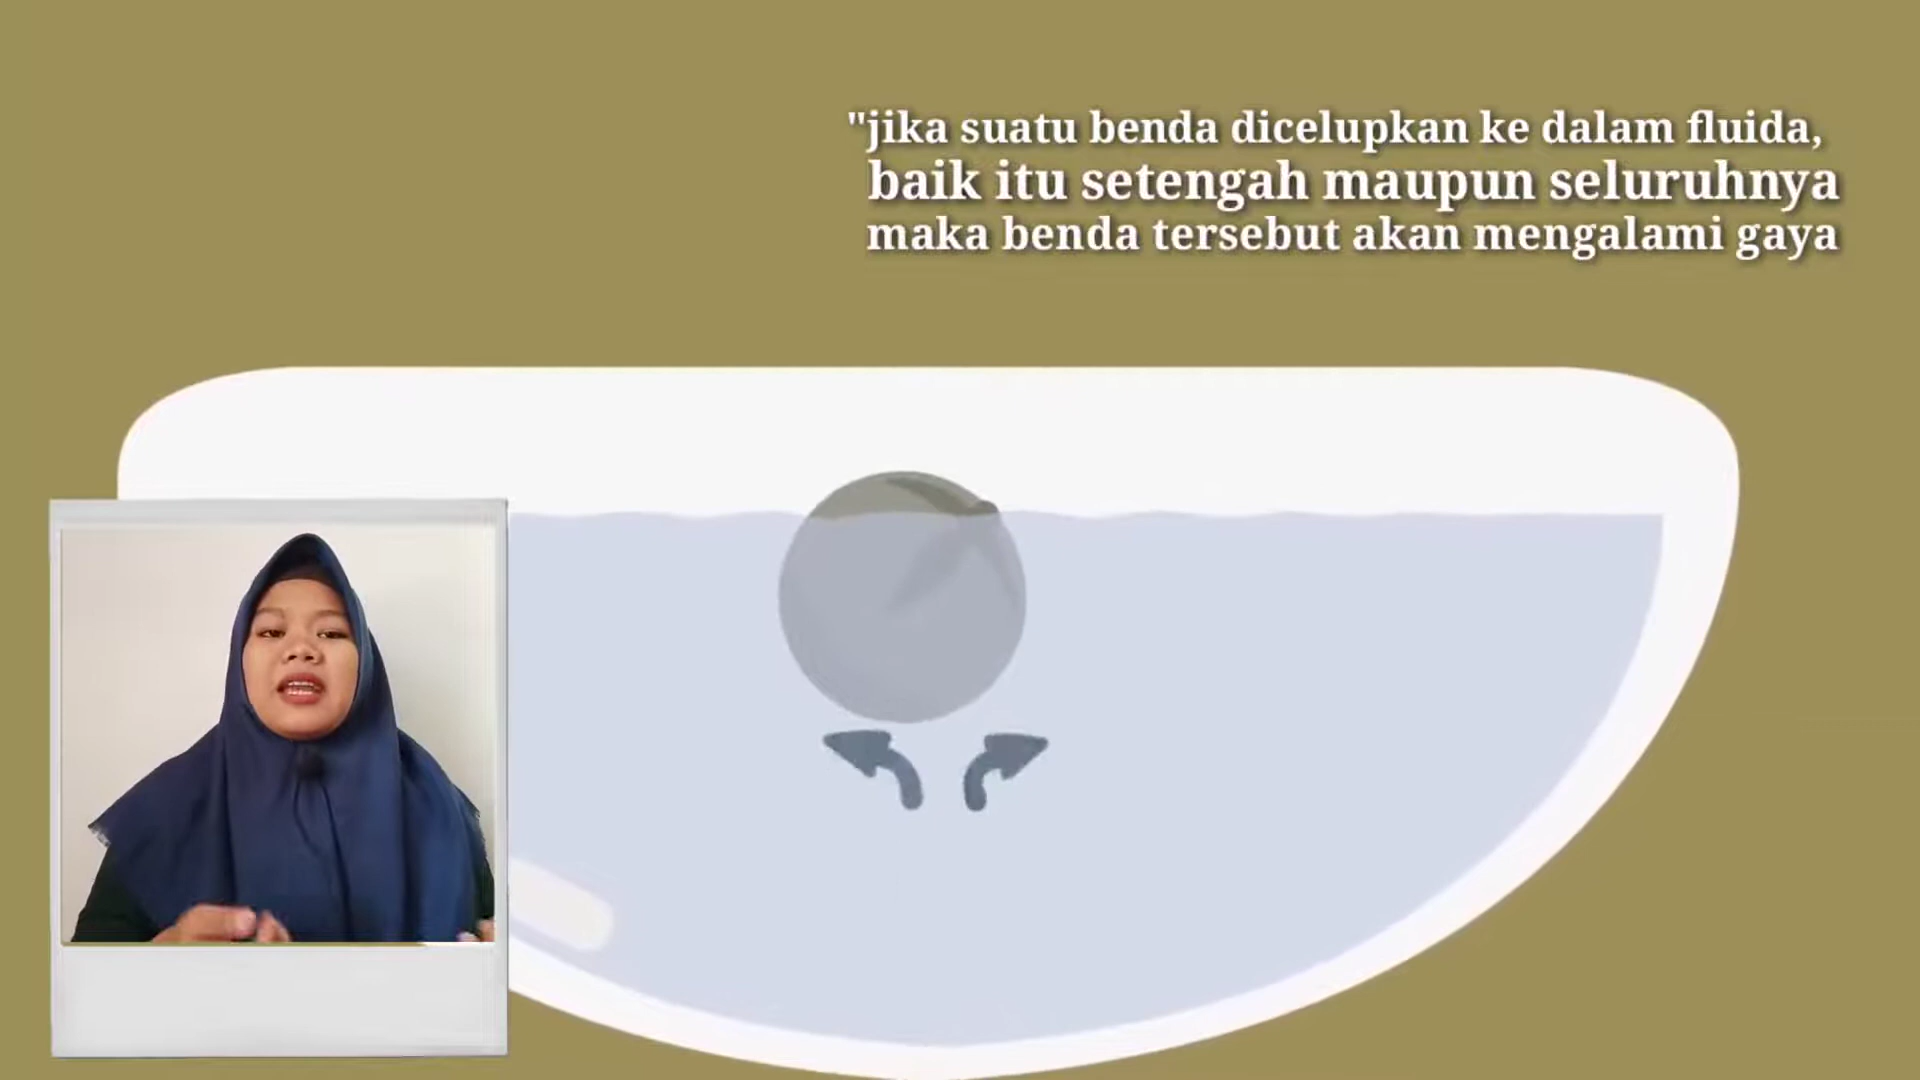 "jika suatu benda dicelupkan ke dalam fluida,
baik itu setengah maupun seluruhnya
maka benda tersebut akan mengalami gaya